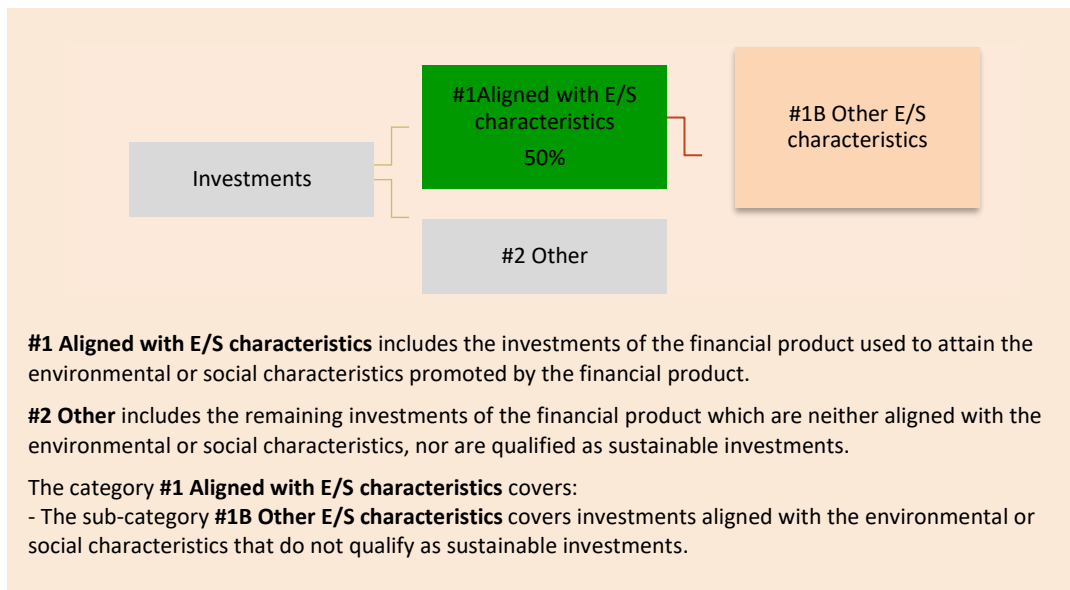 #1Aligned with E/S
characteristics
50%
#1B Other E/S
characteristics
Investments
#2 Other
#1 Aligned with E/S characteristics includes the investments of the financial product used to attain the
environmental or social characteristics promoted by the financial product.
#2 Other includes the remaining investments of the financial product which are neither aligned with the
environmental or social characteristics, nor are qualified as sustainable investments.
The category #1 Aligned with E/S characteristics covers:
- The sub-category #1B Other E/S characteristics covers investments aligned with the environmental or
social characteristics that do not qualify as sustainable investments.